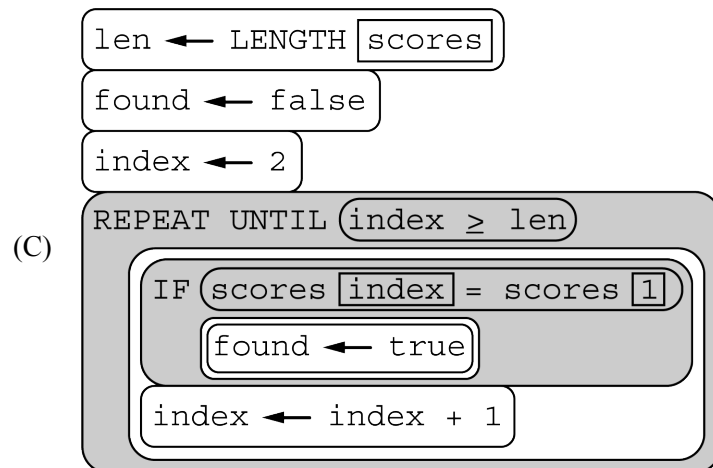 len ← LENGTH scores
found ← false
index ← 2
(C)
REPEAT UNTIL index ≥ len
IF scores index = scores 1
found ← true
index ← index + 1